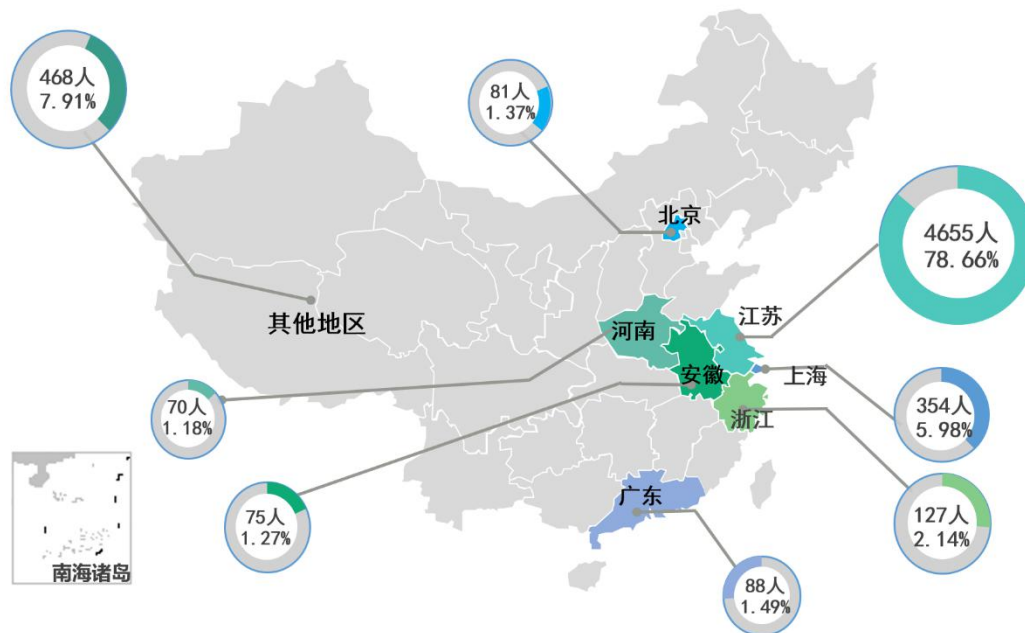 468人
7.91%
81人
1.37%
北京
4655人
78.66%
其他地区
河南
江苏
安徽
上海
浙江
70人
1.18%
354人
5.98%
广东
75人
1.27%
127人
2.14%
南海诸岛
88人
1.49%